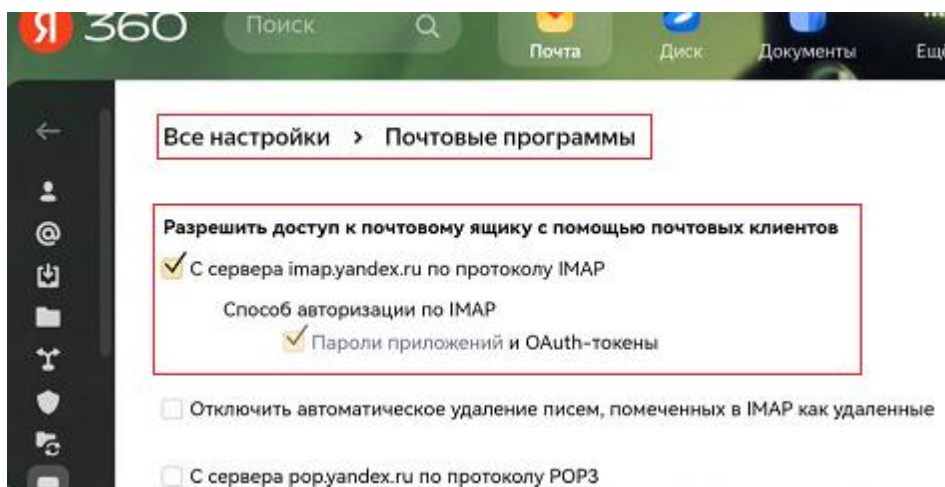 Я 360
Поиск
Почта
Диск
Документы
Все настройки > Почтовые программы
Разрешить доступ к почтовому ящику с помощью почтовых клиентов
С сервера imap.yandex.ru по протоколу IMAP
Способ авторизации по IMAP
Пароли приложений и OAuth-токены
Отключить автоматическое удаление писем, помеченных в IMAP как удаленные
С сервера pop.yandex.ru по протоколу POP3